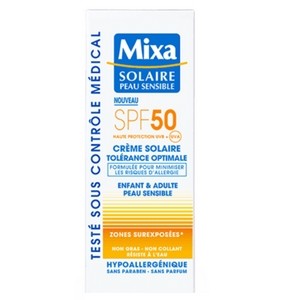 TESTÉ SOUS CONTRÔLE MÉDICAL
Mixa
SOLAIRE
PEAU SENSIBLE
NOUVEAU
SPF50
HAUTE PROTECTION UVB + UVA
CRÈME SOLAIRE
TOLÉRANCE OPTIMALE
FORMULÉE POUR MINIMISER
LES RISQUES D'ALLERGIE
ENFANT & ADULTE
PEAU SENSIBLE
ZONES SUREXPOSÉES*
NON GRAS - NON COLLANT
RÉSISTE À L'EAU
HYPOALLERGÉNIQUE
SANS PARABEN - SANS PARFUM